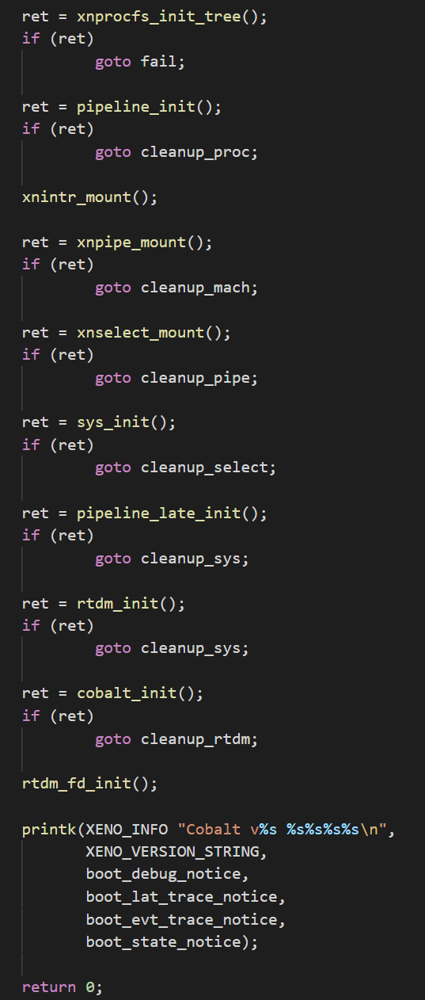 ret = xnprocfs_init_tree();
if (ret)
goto fail;
ret = pipeline_init();
if (ret)
goto cleanup_proc;
xnintr_mount();
ret = xnpipe_mount();
if (ret)
goto cleanup_mach;
ret = xnselect_mount();
if (ret)
goto cleanup_pipe;
ret = sys_init();
if (ret)
goto cleanup_select;
ret = pipeline_late_init();
if (ret)
goto cleanup_sys;
ret = rtdm_init();
if (ret)
goto cleanup_sys;
ret = cobalt_init();
if (ret)
goto cleanup_rtdm;
rtdm_fd_init();
printk(XENO_INFO "Cobalt v%s %s%s%s%s\n",
XENO_VERSION_STRING,
boot_debug_notice,
boot_lat_trace_notice,
boot_evt_trace_notice,
boot_state_notice);
return 0;